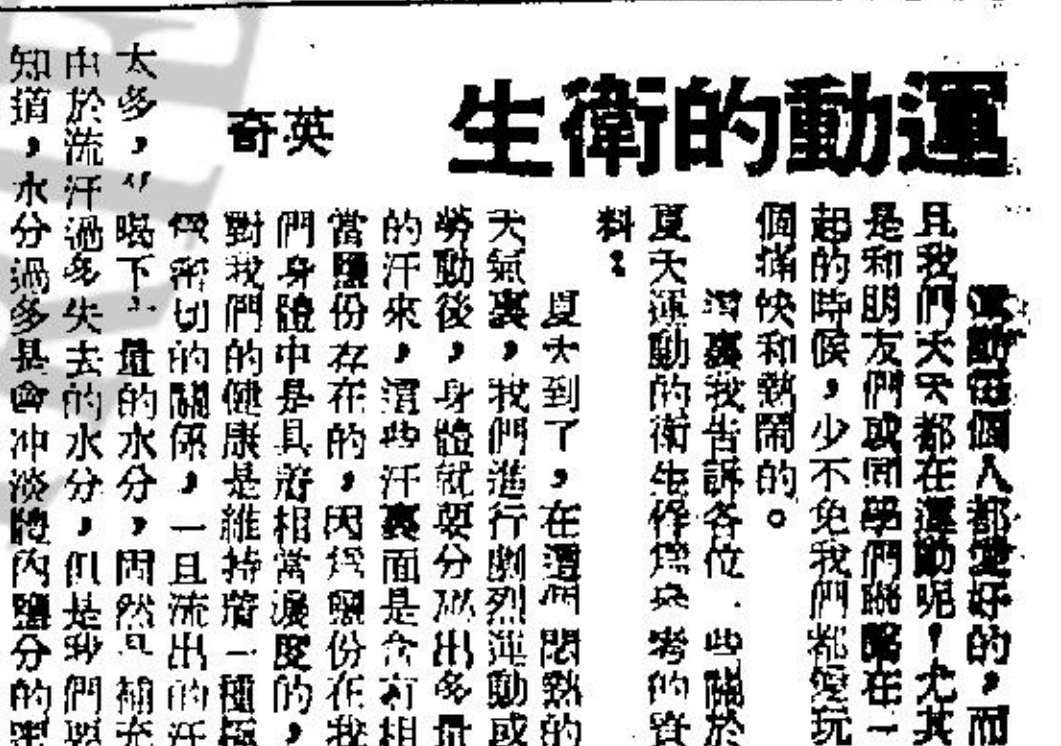 運動的衛生
英奇
運動每個人都愛好的，而
且我們天天都在運動呢！尤其
是和朋友們或同學們在一
起的時候，少不免我們都愛玩
個痛快和熱鬧的。
這裏我告訴各位一些關於
夏天運動的衛生作為參考的資
料：
夏天到了，在這個悶熱的
天氣裏，我們進行劇烈運動或
勞動後，身體就要分泌出多量
的汗來，這些汗裏面是含有相
當鹽份存在的，因爲鹽份在我
們身體中是具有相當濃度的，
對我們的健康是維持着一種極
密切的關係，一旦流出的汗
太多，喝下大量的水分，固然是補充
由於流汗過多失去的水分，但是我們要
知道，水分過多是會冲淡體內鹽分的